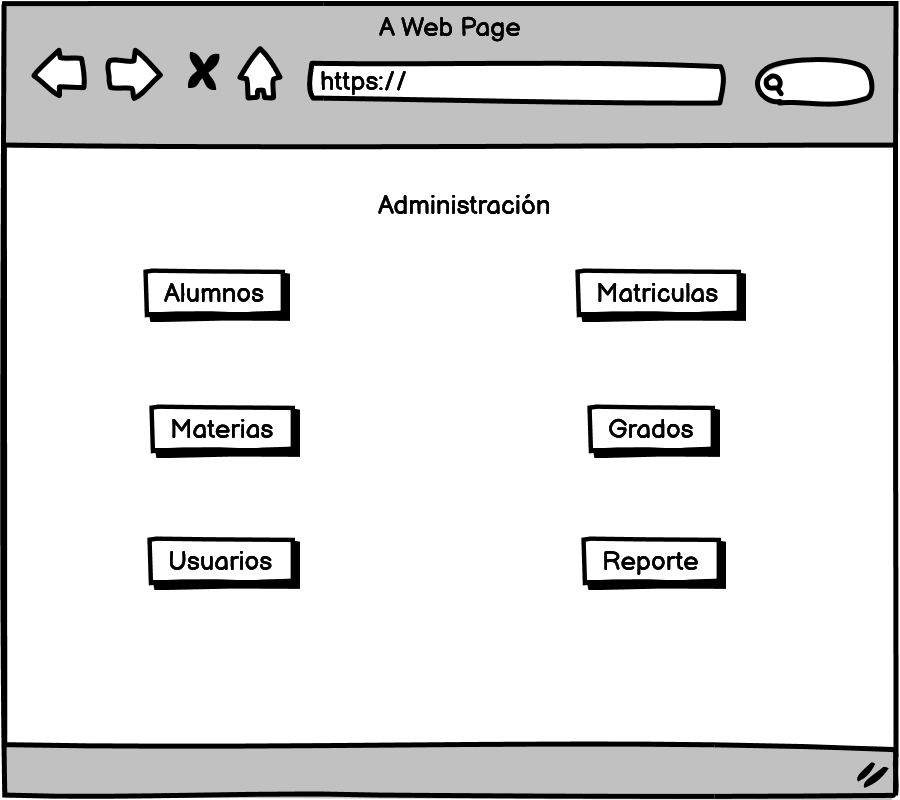 A Web Page
https://
Administración
Alumnos
Matriculas
Materias
Grados
Usuarios
Reporte